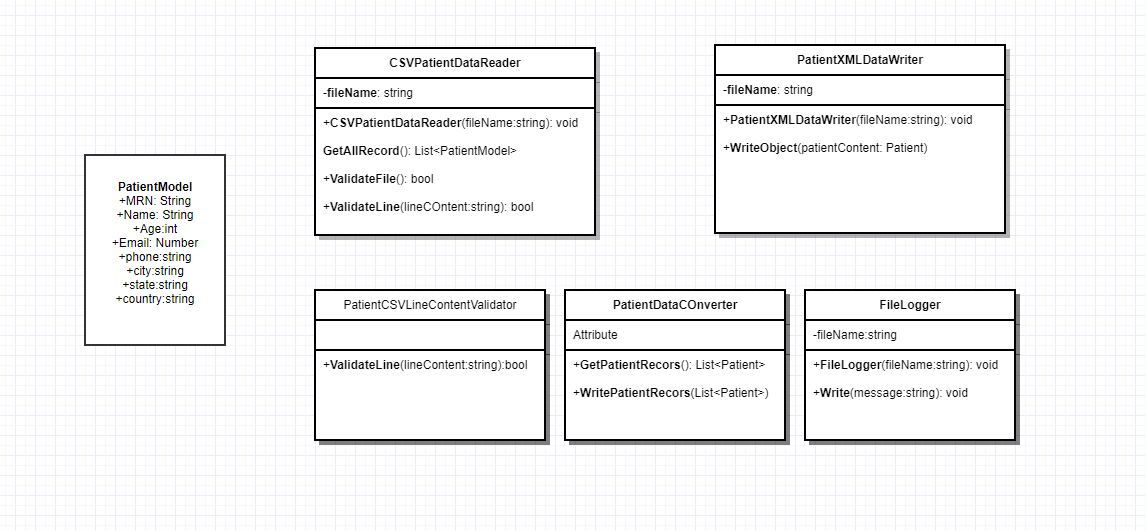 PatientModel
+MRN: String
+Name: String
+Age:int
+Email: Number
+phone:string
+city:string
+state:string
+country:string
CSVPatientDataReader
-fileName: string
+CSVPatientDataReader(fileName:string): void
GetAllRecord(): List<PatientModel>
+ValidateFile(): bool
+ValidateLine(lineCOntent:string): bool
PatientXMLDataWriter
-fileName: string
+PatientXMLDataWriter(fileName:string): void
+WriteObject(patientContent: Patient)
PatientCSVLineContentValidator
+ValidateLine(lineContent:string):bool
PatientDataCOnverter
Attribute
+GetPatientRecors(): List<Patient>
+WritePatientRecors(List<Patient>)
FileLogger
-fileName:string
+FileLogger(fileName:string): void
+Write(message:string): void